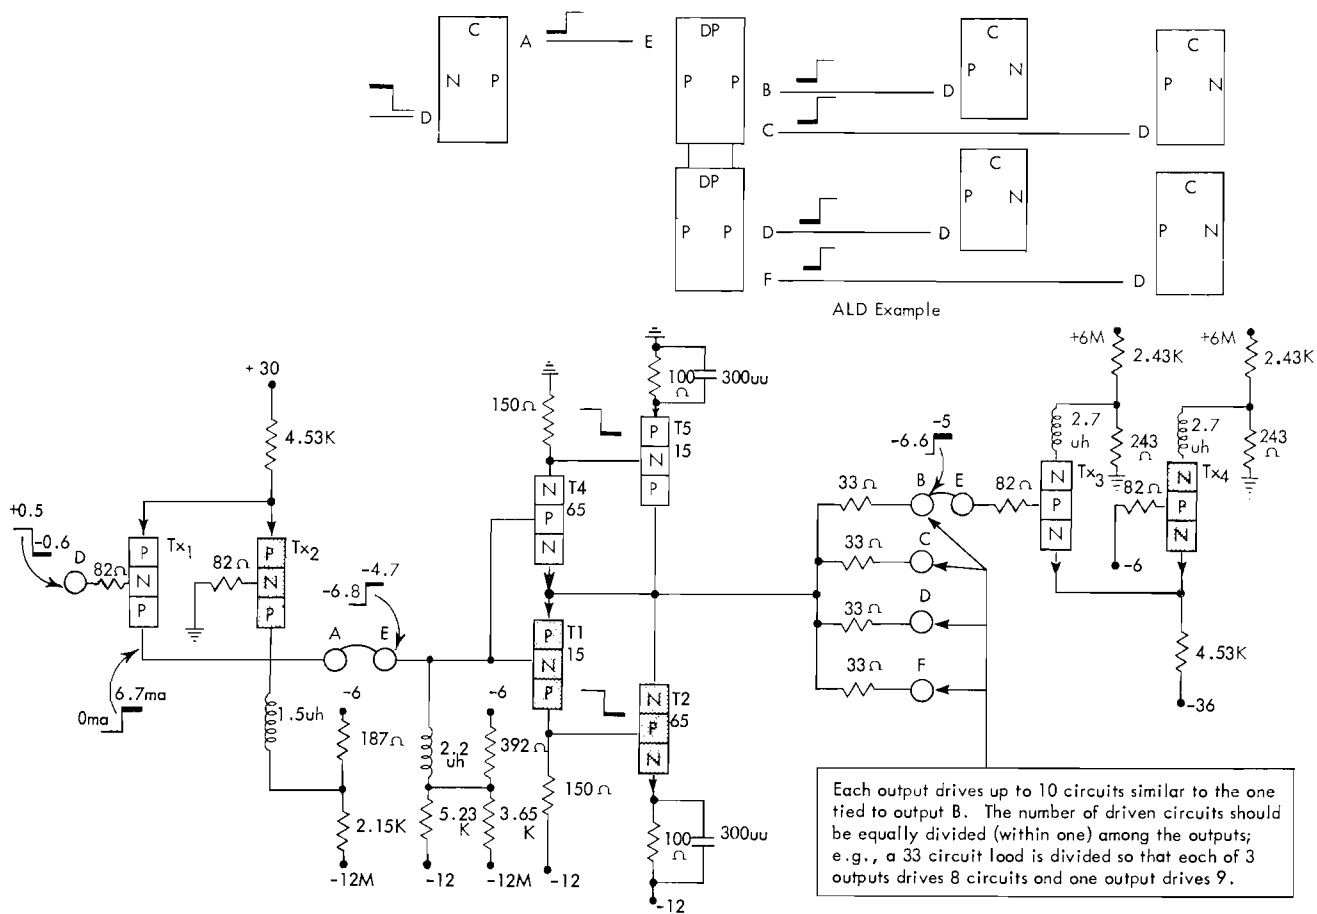 C
A
E
N P
D
DP
P P
B
C
DP
P P
D
F
C
P N
D
C
P N
D
C
P N
D
C
P N
D
ALD Example
+ 30
4.53K
+0.5
-0.6
D
82Ω
P
N
P
Tx1
82Ω
P
N
P
Tx2
6.7ma
0ma
1.5uh
-6
187Ω
2.15K
-12M
A
E
-4.7
-6.8
2.2
uh
5.23
K
-12
-6
392Ω
3.65
K
-12M
150Ω
N
P
N
T4
65
P
N
P
T1
15
150Ω
-12
100
Ω
300uu
P
N
P
T5
15
N
P
N
T2
65
100
Ω
300uu
-12
33Ω
B
E
-5
-6.6
33Ω
C
33Ω
D
33Ω
F
82Ω
+6M
2.43K
2.7
uh
243
Ω
N
P
N
Tx3
+6M
2.43K
2.7
uh
243
Ω
82Ω
-6
N
P
N
Tx4
4.53K
-36
Each output drives up to 10 circuits similar to the one
tied to output B. The number of driven circuits should
be equally divided (within one) among the outputs;
e.g., a 33 circuit lood is divided so that eoch of 3
outputs drives 8 circuits ond one output drives 9.